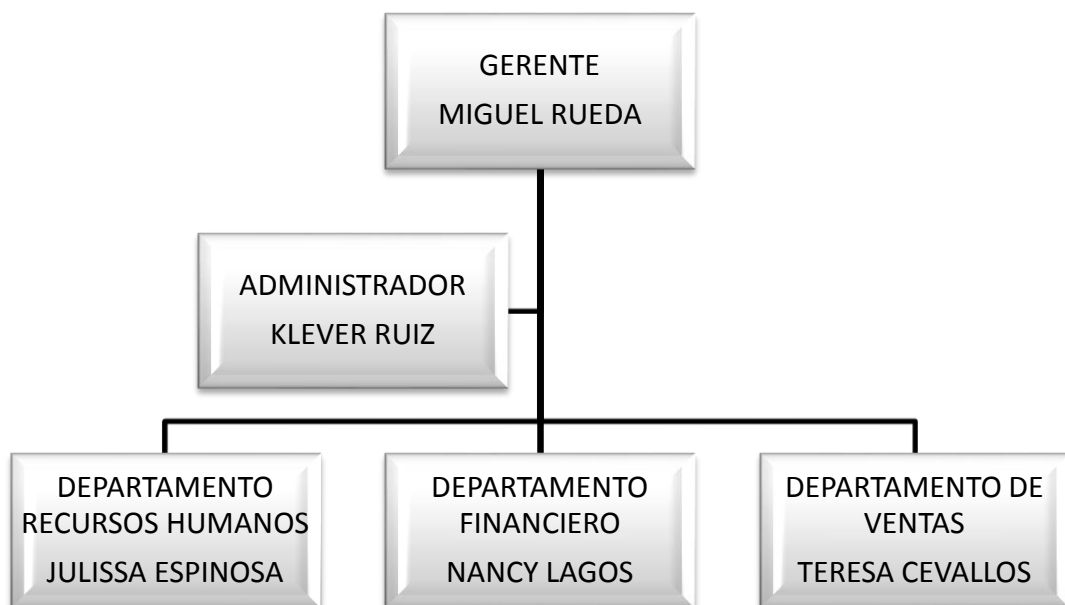 GERENTE
MIGUEL RUEDA
ADMINISTRADOR
KLEVER RUIZ
DEPARTAMENTO
RECURSOS HUMANOS
JULISSA ESPINOSA
DEPARTAMENTO
FINANCIERO
NANCY LAGOS
DEPARTAMENTO DE
VENTAS
TERESA CEVALLOS